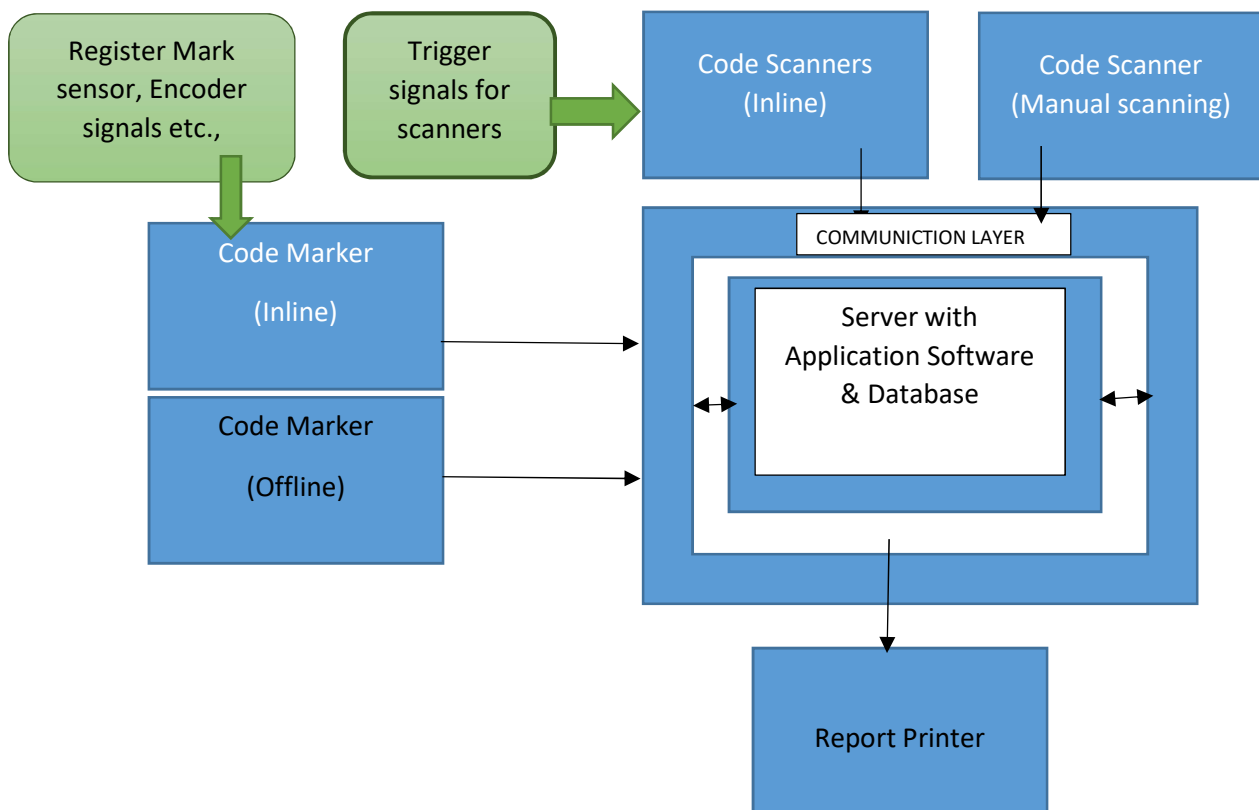 Register Mark
sensor, Encoder
signals etc.,
Trigger
signals for
scanners
Code Scanners
(Inline)
Code Scanner
(Manual scanning)
Code Marker
(Inline)
Code Marker
(Offline)
COMMUNICTION LAYER
Server with
Application Software
& Database
Report Printer